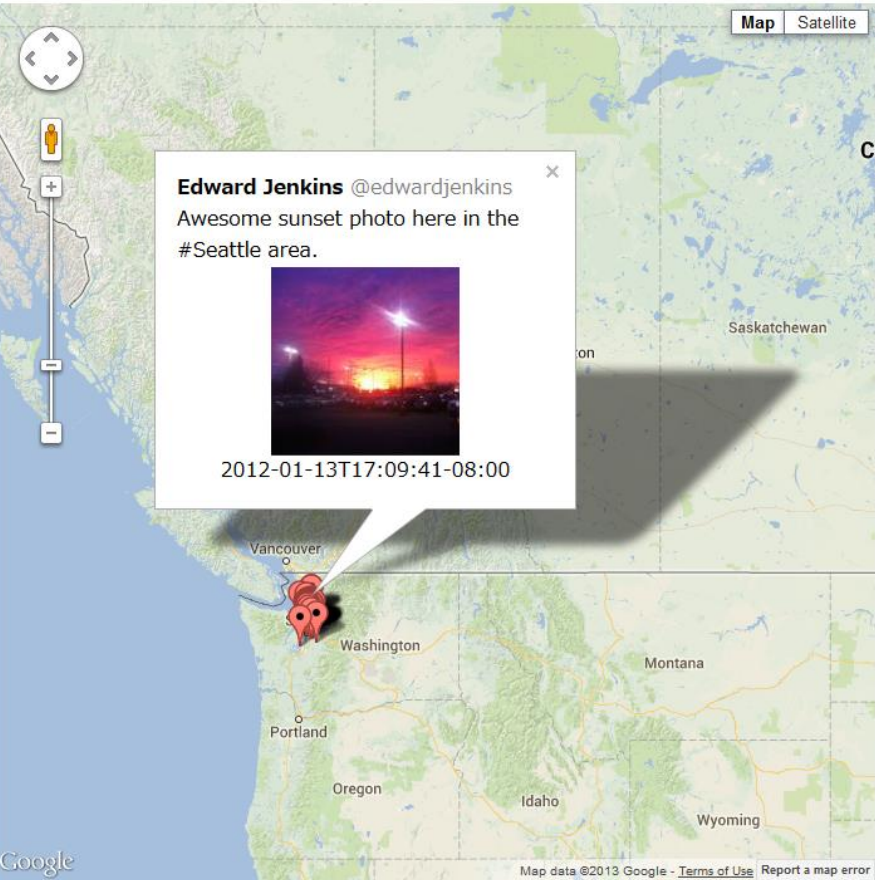 Map Satellite
C
Edward Jenkins @edwardjenkins
Awesome sunset photo here in the
#Seattle area.
2012-01-13T17:09:41-08:00
Saskatchewan
ton
Vancouver
S
Washington
Montana
Portland
Oregon
Idaho
Wyoming
Google
Map data ©2013 Google - Terms of Use Report a map error